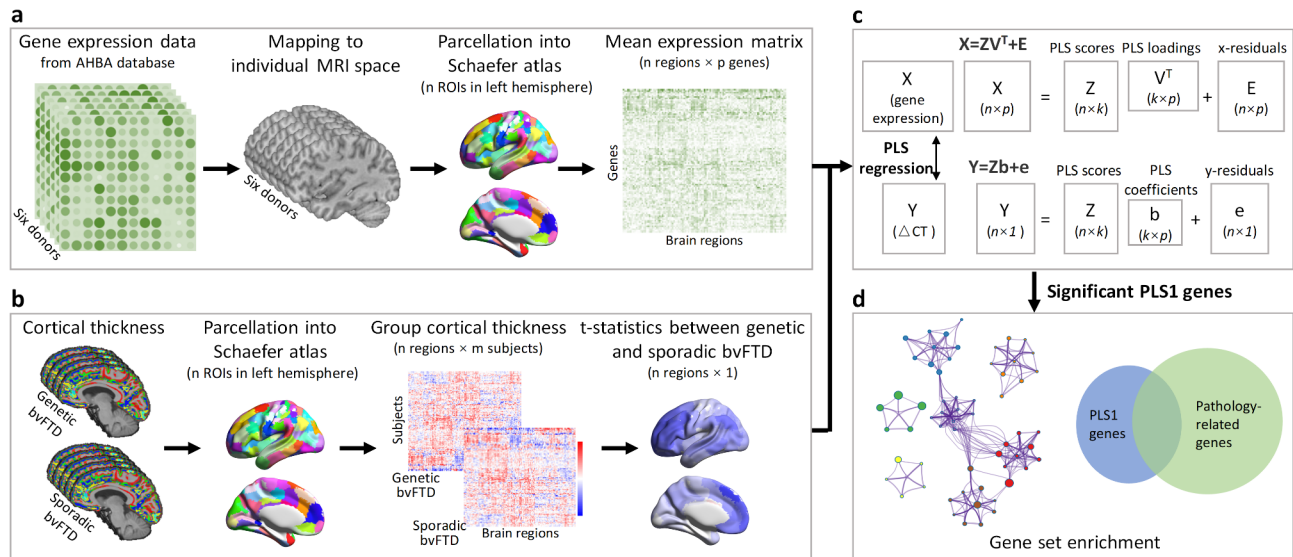 a
Gene expression data
from AHBA database
Six donors
Mapping to
individual MRI space
Six donors
Parcellation into
Schaefer atlas
(n ROIs in left hemisphere)
Mean expression matrix
(n regions × p genes)
Genes
Brain regions
b
Cortical thickness
Genetic
bvFTD
Sporadic
bvFTD
Parcellation into
Schaefer atlas
(n ROIs in left hemisphere)
Group cortical thickness
(n regions × m subjects)
Subjects
Genetic
bvFTD
Sporadic
bvFTD
Brain regions
t-statistics between genetic
and sporadic bvFTD
(n regions × 1)
c
X=ZVᵀ+E
PLS scores
PLS loadings
x-residuals
X
(gene
expression)
X
(n×p)
=
Z
(n×k)
Vᵀ
(k×p)
+
E
(n×p)
PLS
regression
Y=Zb+e
PLS scores
PLS
coefficients
y-residuals
Y
(△CT)
Y
(n×1)
=
Z
(n×k)
b
(k×p)
+
e
(n×1)
Significant PLS1 genes
d
PLS1
genes
Pathology-
related
genes
Gene set enrichment